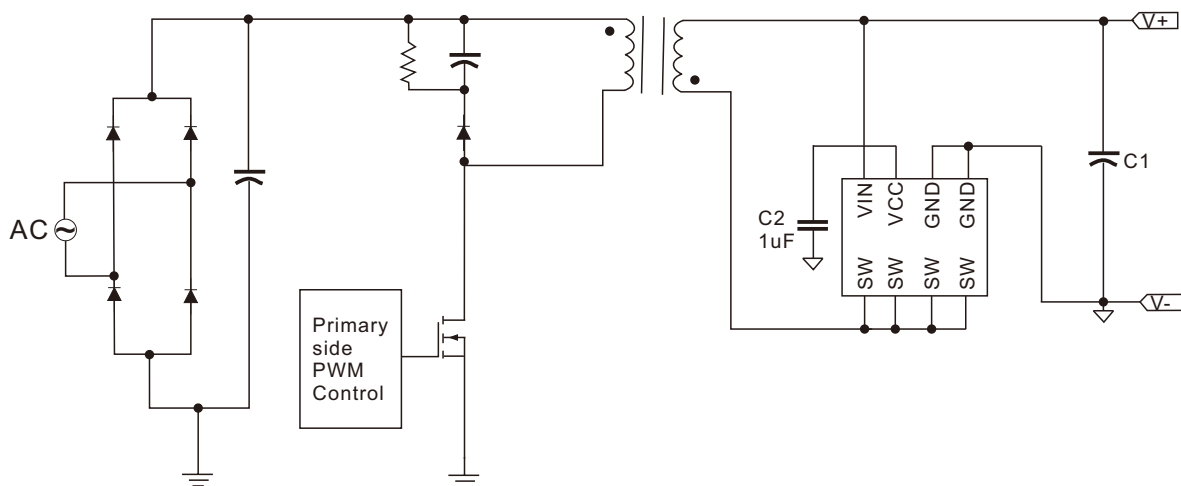 V+
C1
VIN
VCC
GND
GND
C2
1uF
AC
SW
SW
SW
SW
V-
Primary
side
PWM
Control